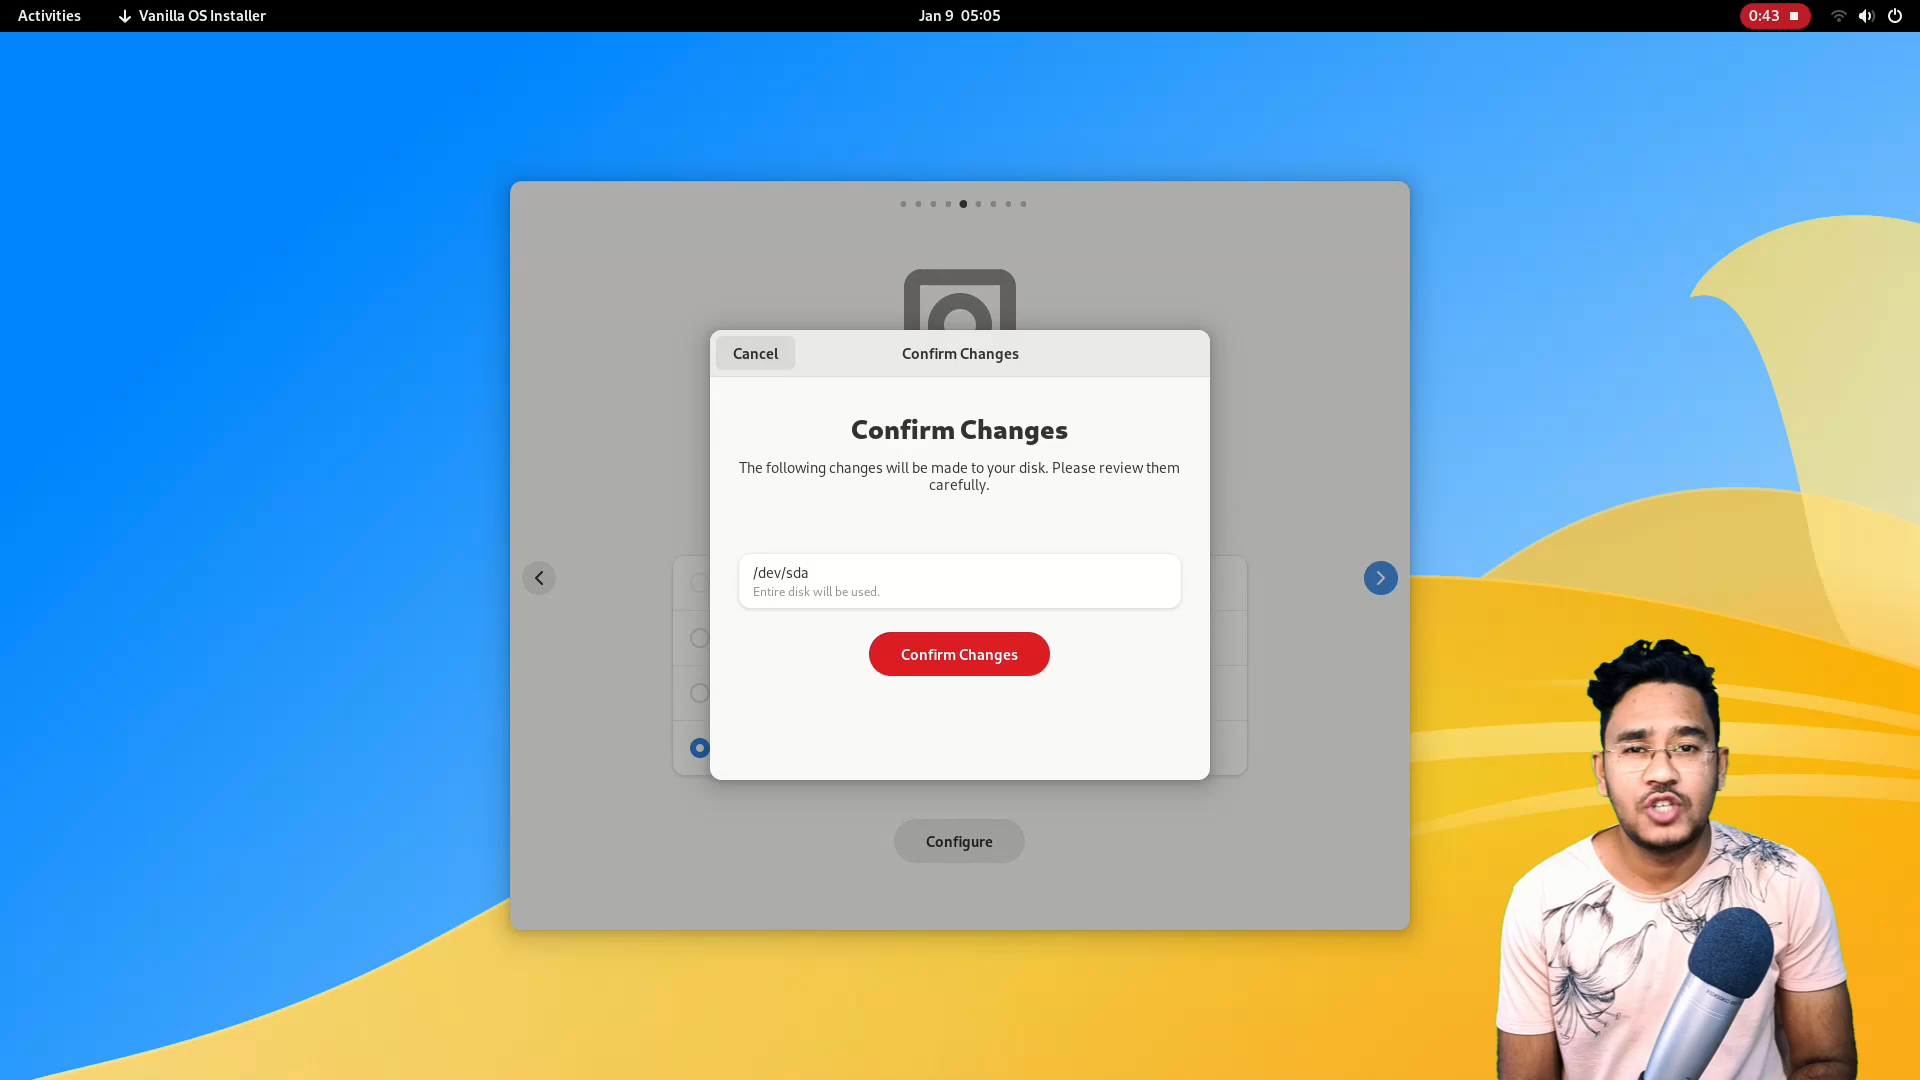 Activities
Vanilla OS Installer
Jan 9 05:05
0:43
Cancel
Confirm Changes
Confirm Changes
The following changes will be made to your disk. Please review them
carefully.
/dev/sda
Entire disk will be used.
Confirm Changes
Configure